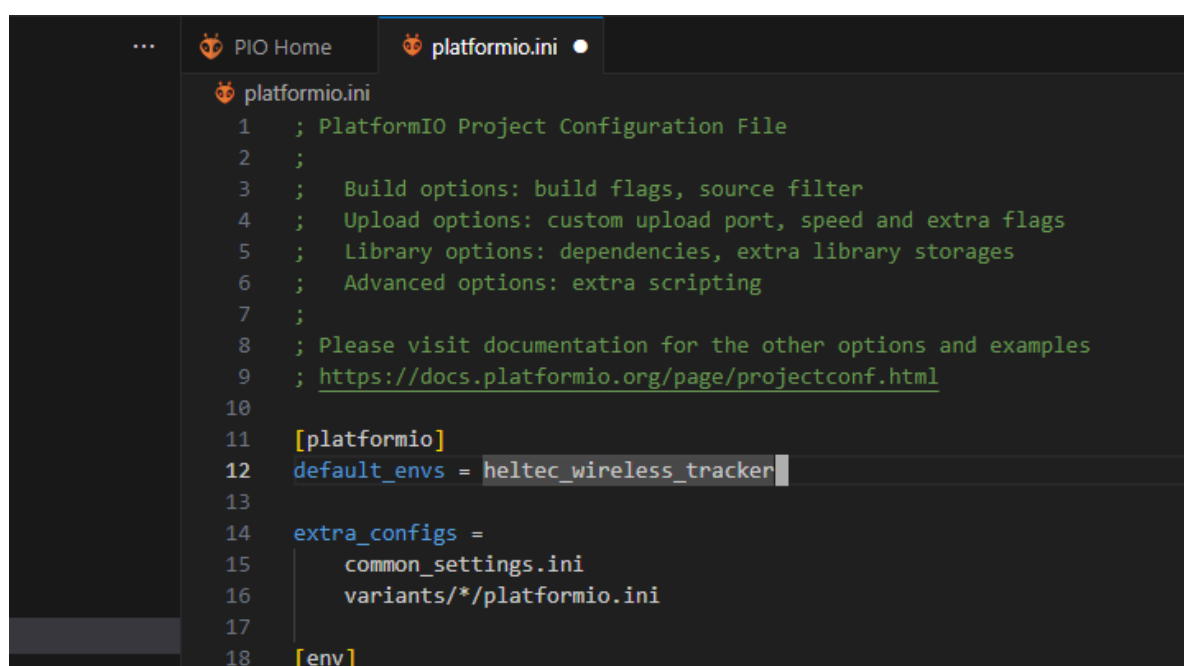 ... PIO Home platformio.ini
platformio.ini
1 ; PlatformIO Project Configuration File
2 ;
3 ;   Build options: build flags, source filter
4 ;   Upload options: custom upload port, speed and extra flags
5 ;   Library options: dependencies, extra library storages
6 ;   Advanced options: extra scripting
7 ;
8 ; Please visit documentation for the other options and examples
9 ; https://docs.platformio.org/page/projectconf.html
10
11 [platformio]
12 default_envs = heltec_wireless_tracker
13
14 extra_configs =
15     common_settings.ini
16     variants/*/platformio.ini
17
18 [env]